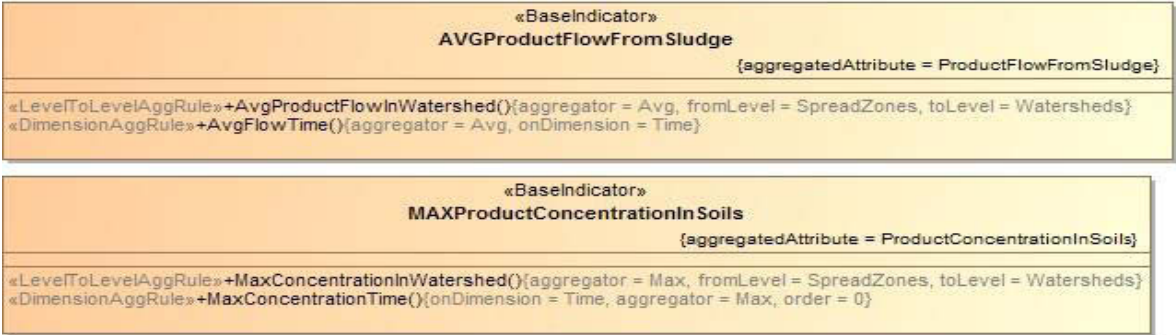 «BaseIndicator»
AVGProductFlowFromSludge
{aggregatedAttribute = ProductFlowFromSludge}
«LevelToLevelAggRule»+AvgProductFlowInWatershed(){aggregator = Avg, fromLevel = SpreadZones, toLevel = Watersheds}
«DimensionAggRule»+AvgFlowTime(){aggregator = Avg, onDimension = Time}
«BaseIndicator»
MAXProductConcentrationInSoils
{aggregatedAttribute = ProductConcentrationInSoils}
«LevelToLevelAggRule»+MaxConcentrationInWatershed(){aggregator = Max, fromLevel = SpreadZones, toLevel = Watersheds}
«DimensionAggRule»+MaxConcentrationTime(){onDimension = Time, aggregator = Max, order = 0}